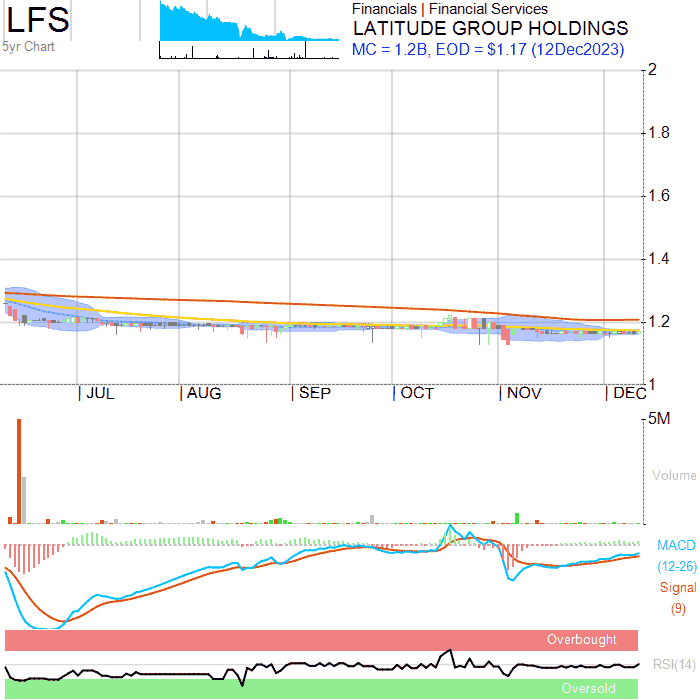 LFS
5yr Chart
Financials | Financial Services
LATITUDE GROUP HOLDINGS
MC = 1.2B, EOD = $1.17 (12Dec2023)
2
1.8
1.6
1.4
1.2
1
JUL AUG SEP OCT NOV DEC
5M
Volume
MACD
(12-26)
Signal
(9)
Overbought
RSI(14)
Oversold